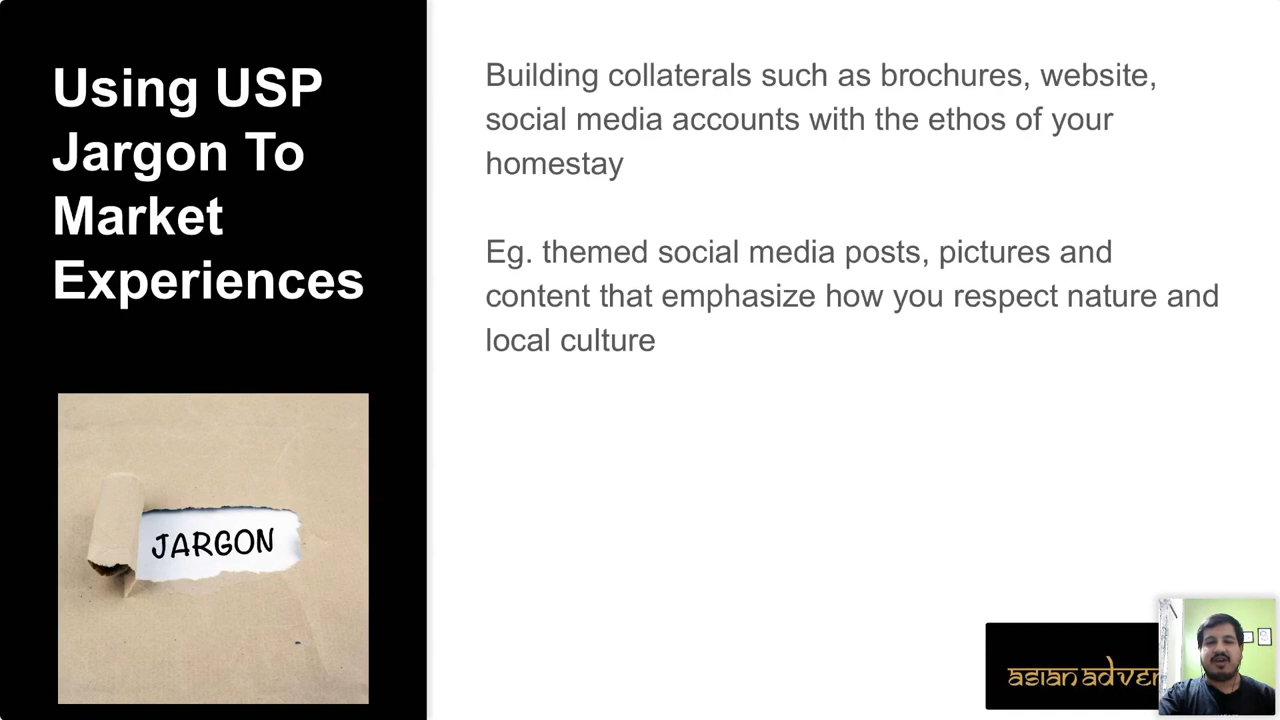 Using USP
Jargon To
Market
Experiences
Building collaterals such as brochures, website,
social media accounts with the ethos of your
homestay
Eg. themed social media posts, pictures and
content that emphasize how you respect nature and
local culture
JARGON
asian